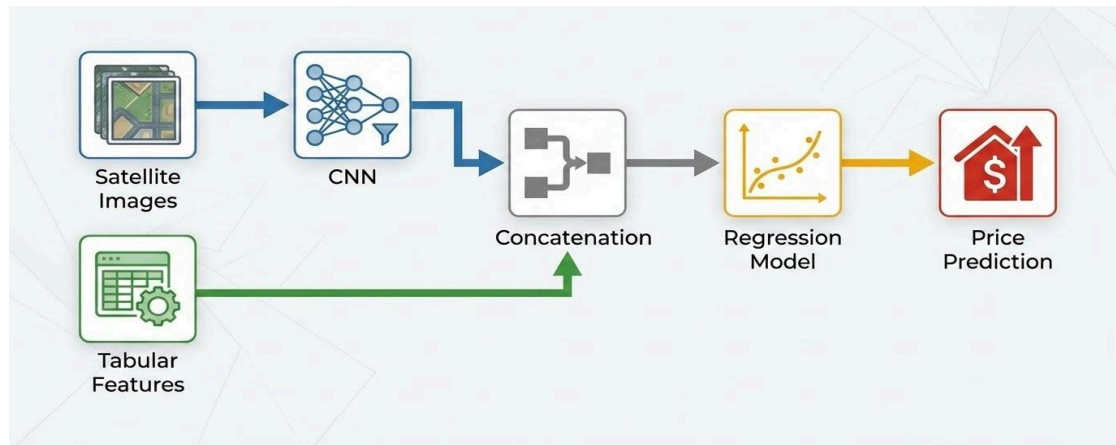 Satellite
Images
CNN
Concatenation
Regression
Model
$
Price
Prediction
Tabular
Features